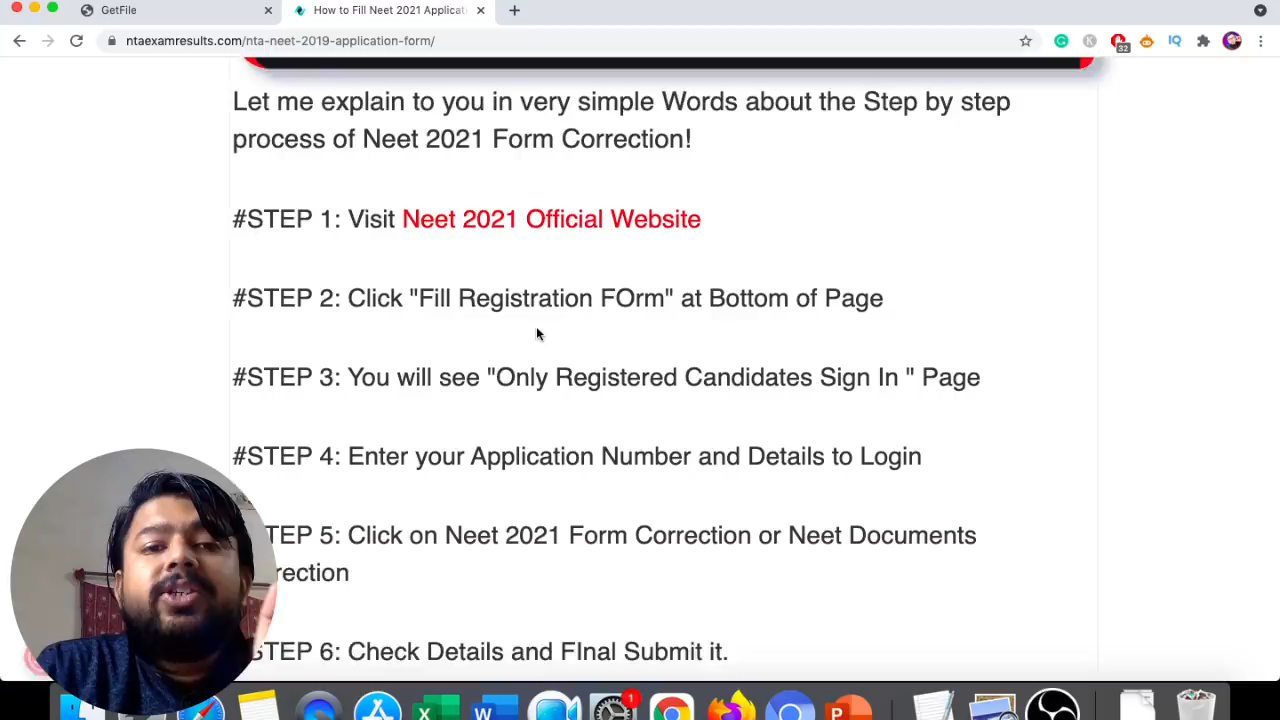 GetFile
How to Fill Neet 2021 Applicat
ntaexamresults.com/nta-neet-2019-application-form/
32
Let me explain to you in very simple Words about the Step by step
process of Neet 2021 Form Correction!
#STEP 1: Visit Neet 2021 Official Website
#STEP 2: Click "Fill Registration FOrm" at Bottom of Page
#STEP 3: You will see "Only Registered Candidates Sign In " Page
#STEP 4: Enter your Application Number and Details to Login
TEP 5: Click on Neet 2021 Form Correction or Neet Documents
rection
STEP 6: Check Details and FInal Submit it.
1